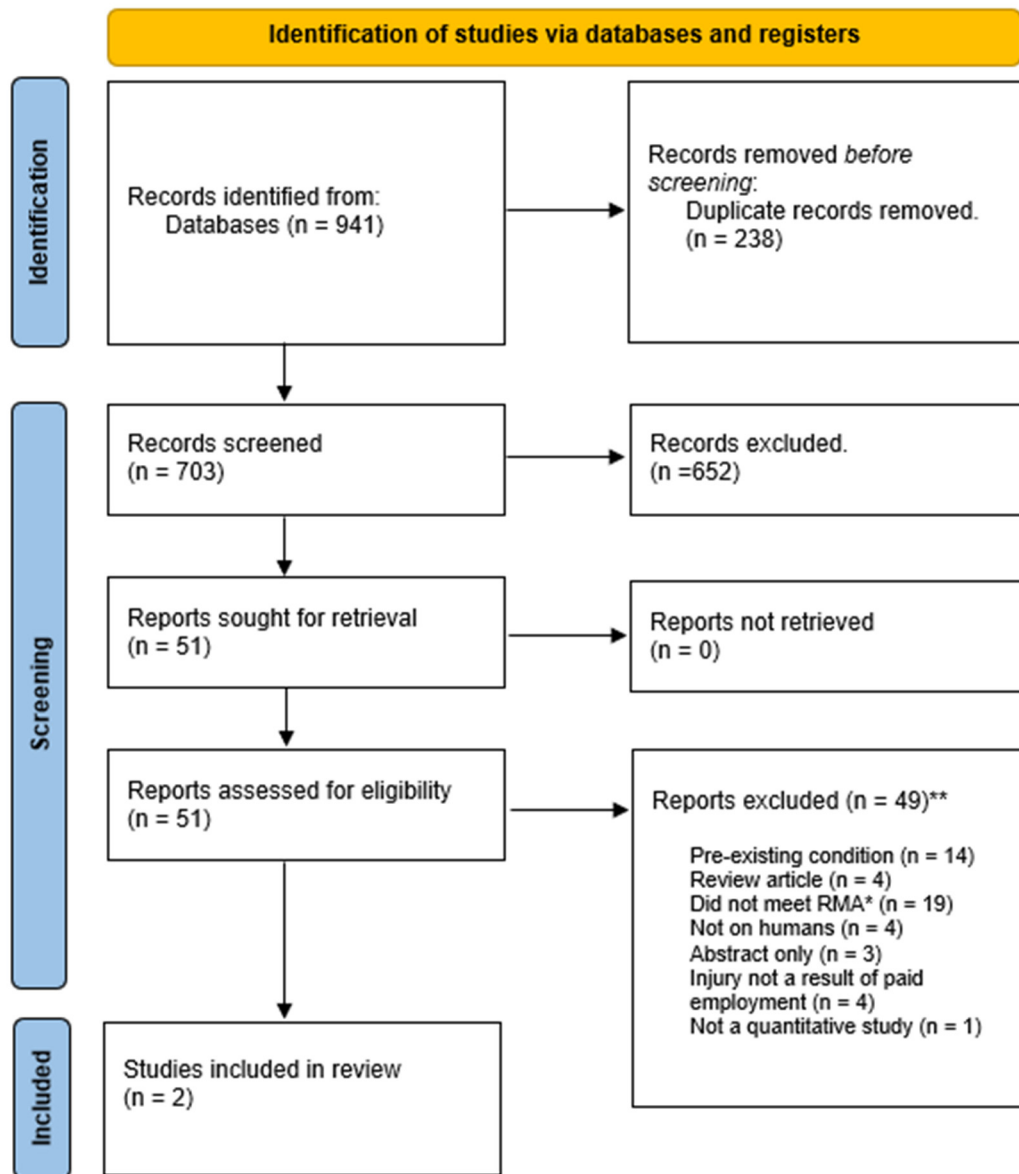 Identification of studies via databases and registers
Identification
Records identified from:
Databases (n = 941)
Records removed before
screening:
Duplicate records removed.
(n = 238)
Screening
Records screened
(n = 703)
Records excluded.
(n =652)
Reports sought for retrieval
(n = 51)
Reports not retrieved
(n = 0)
Reports assessed for eligibility
(n = 51)
Reports excluded (n = 49)**
Pre-existing condition (n = 14)
Review article (n = 4)
Did not meet RMA* (n = 19)
Not on humans (n = 4)
Abstract only (n = 3)
Injury not a result of paid
employment (n = 4)
Not a quantitative study (n = 1)
Included
Studies included in review
(n = 2)